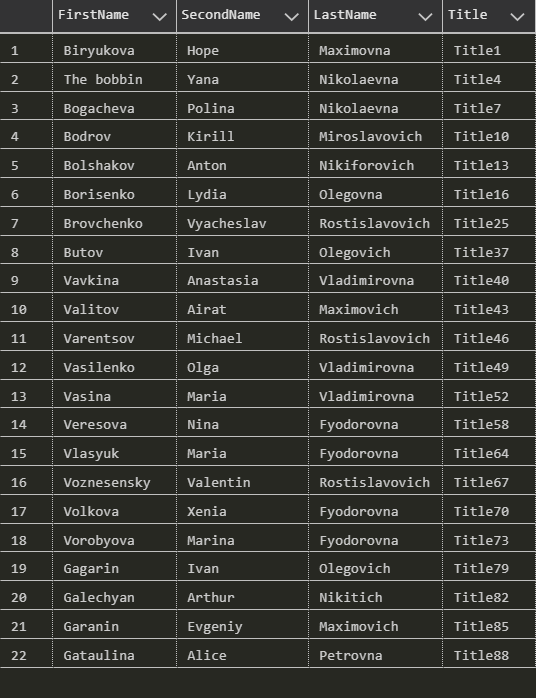 FirstName SecondName LastName Title
1 Biryukova Hope Maximovna Title1
2 The bobbin Yana Nikolaevna Title4
3 Bogacheva Polina Nikolaevna Title7
4 Bodrov Kirill Miroslavovich Title10
5 Bolshakov Anton Nikiforovich Title13
6 Borisenko Lydia Olegovna Title16
7 Brovchenko Vyacheslav Rostislavovich Title25
8 Butov Ivan Olegovich Title37
9 Vavkina Anastasia Vladimirovna Title40
10 Valitov Airat Maximovich Title43
11 Varentsov Michael Rostislavovich Title46
12 Vasilenko Olga Vladimirovna Title49
13 Vasina Maria Vladimirovna Title52
14 Veresova Nina Fyodorovna Title58
15 Vlasyuk Maria Fyodorovna Title64
16 Voznesensky Valentin Rostislavovich Title67
17 Volkova Xenia Fyodorovna Title70
18 Vorobyova Marina Fyodorovna Title73
19 Gagarin Ivan Olegovich Title79
20 Galechyan Arthur Nikitich Title82
21 Garanin Evgeniy Maximovich Title85
22 Gataulina Alice Petrovna Title88